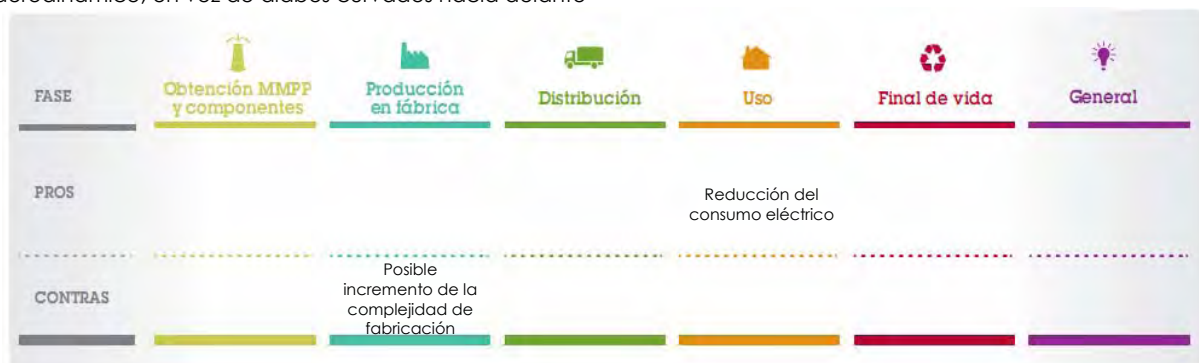 aerodinámico, en vez de álabes curvados hacia delante
FASE
Obtención MMPP
y componentes
Producción
en fábrica
Distribución
Uso
Final de vida
General
PROS
Reducción del
consumo eléctrico
CONTRAS
Posible
incremento de la
complejidad de
fabricación